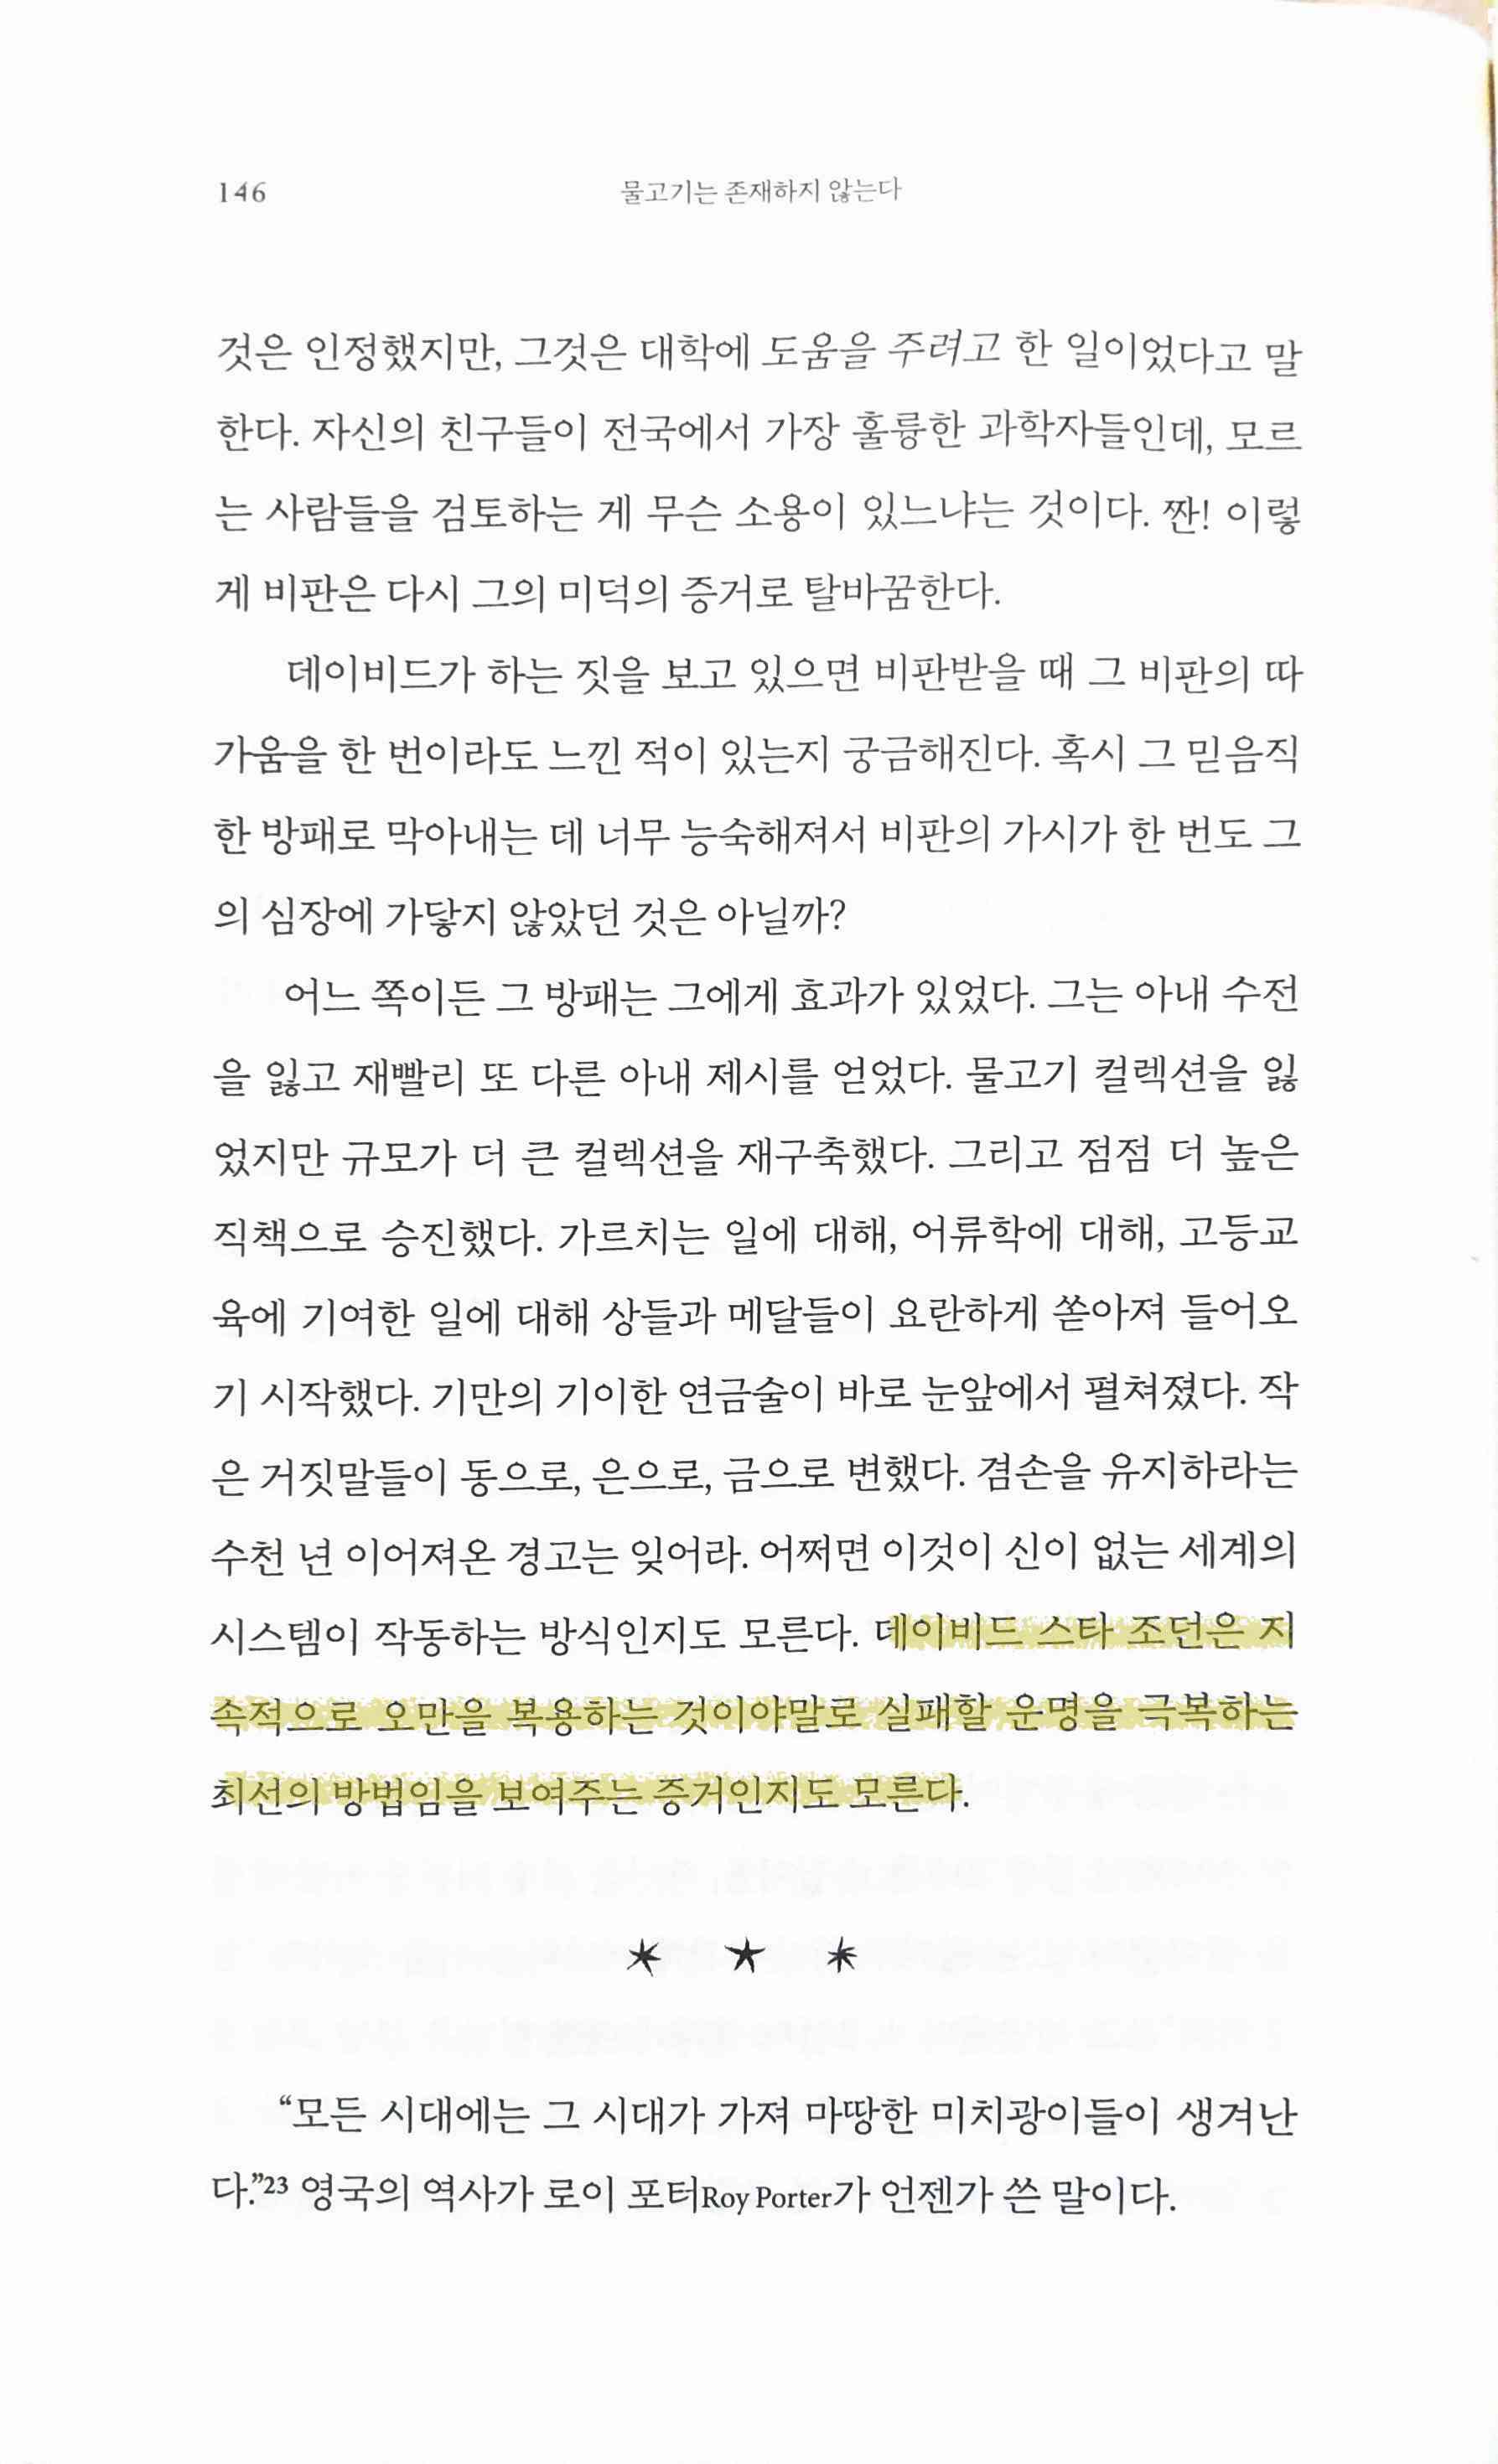 146
물고기는 존재하지 않는다
것은 인정했지만, 그것은 대학에 도움을 주려고 한 일이었다고 말
한다. 자신의 친구들이 전국에서 가장 훌륭한 과학자들인데, 모르
는 사람들을 검토하는 게 무슨 소용이 있느냐는 것이다. 짠! 이렇
게 비판은 다시 그의 미덕의 증거로 탈바꿈한다.
데이비드가 하는 짓을 보고 있으면 비판받을 때 그 비판의 따
가움을 한 번이라도 느낀 적이 있는지 궁금해진다. 혹시 그 믿음직
한 방패로 막아내는 데 너무 능숙해져서 비판의 가시가 한 번도 그
의 심장에 가닿지 않았던 것은 아닐까?
어느 쪽이든 그 방패는 그에게 효과가 있었다. 그는 아내 수전
을 잃고 재빨리 또 다른 아내 제시를 얻었다. 물고기 컬렉션을 잃
었지만 규모가 더 큰 컬렉션을 재구축했다. 그리고 점점 더 높은
직책으로 승진했다. 가르치는 일에 대해, 어류학에 대해, 고등교
육에 기여한 일에 대해 상들과 메달들이 요란하게 쏟아져 들어오
기 시작했다. 기만의 기이한 연금술이 바로 눈앞에서 펼쳐졌다. 작
은 거짓말들이 동으로, 은으로, 금으로 변했다. 겸손을 유지하라는
수천 년 이어져온 경고는 잊어라. 어쩌면 이것이 신이 없는 세계의
시스템이 작동하는 방식인지도 모른다. 데이비드 스타 조던은 지
속적으로 오만을 복용하는 것이야말로 실패할 운명을 극복하는
최선의 방법임을 보여주는 증거인지도 모른다.
★ ★ ★
“모든 시대에는 그 시대가 가져 마땅한 미치광이들이 생겨난
다.”23 영국의 역사가 로이 포터Roy Porter가 언젠가 쓴 말이다.